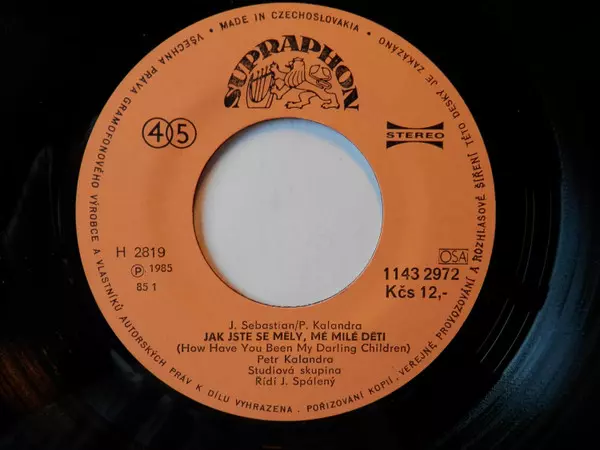 VŠECHNA PRÁVA GRAMOFONOVÉHO VÝROBCE A VLASTNÍKŮ AUTORSKÝCH PRÁV K DÍLU VYHRAZENA. POŘIZOVÁNÍ KOPIÍ, VEŘEJNÉ PROVOZOVÁNÍ A ROZHLASOVÉ ŠÍŘENÍ TÉTO DESKY JE ZAKÁZÁNO
• MADE IN CZECHOSLOVAKIA •
SUPRAPHON
45
STEREO
H 2819
℗ 1985
85 1
OSA
1143 2972
Kčs 12,-
J. Sebastian/P. Kalandra
JAK JSTE SE MĚLY, MÉ MILÉ DĚTI
(How Have You Been My Darling Children)
Petr Kalandra
Studiová skupina
Řídí J. Spálený